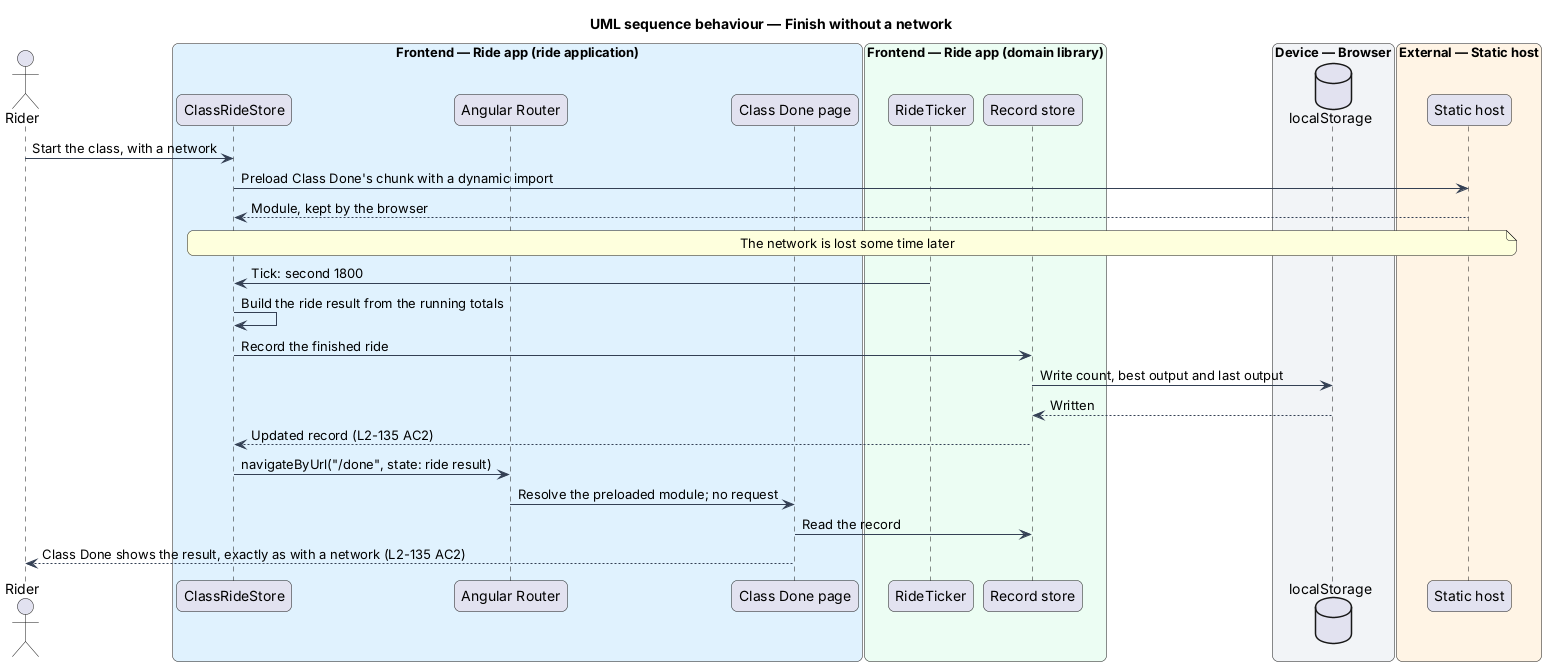 UML sequence behaviour — Finish without a network
Frontend — Ride app (ride application)
Frontend — Ride app (domain library)
Device — Browser
External — Static host
Rider
ClassRideStore
Angular Router
Class Done page
RideTicker
Record store
localStorage
Static host
Start the class, with a network
Preload Class Done's chunk with a dynamic import
Module, kept by the browser
The network is lost some time later
Tick: second 1800
Build the ride result from the running totals
Record the finished ride
Write count, best output and last output
Written
Updated record (L2-135 AC2)
navigateByUrl("/done", state: ride result)
Resolve the preloaded module; no request
Read the record
Class Done shows the result, exactly as with a network (L2-135 AC2)
Rider
ClassRideStore
Angular Router
Class Done page
RideTicker
Record store
localStorage
Static host